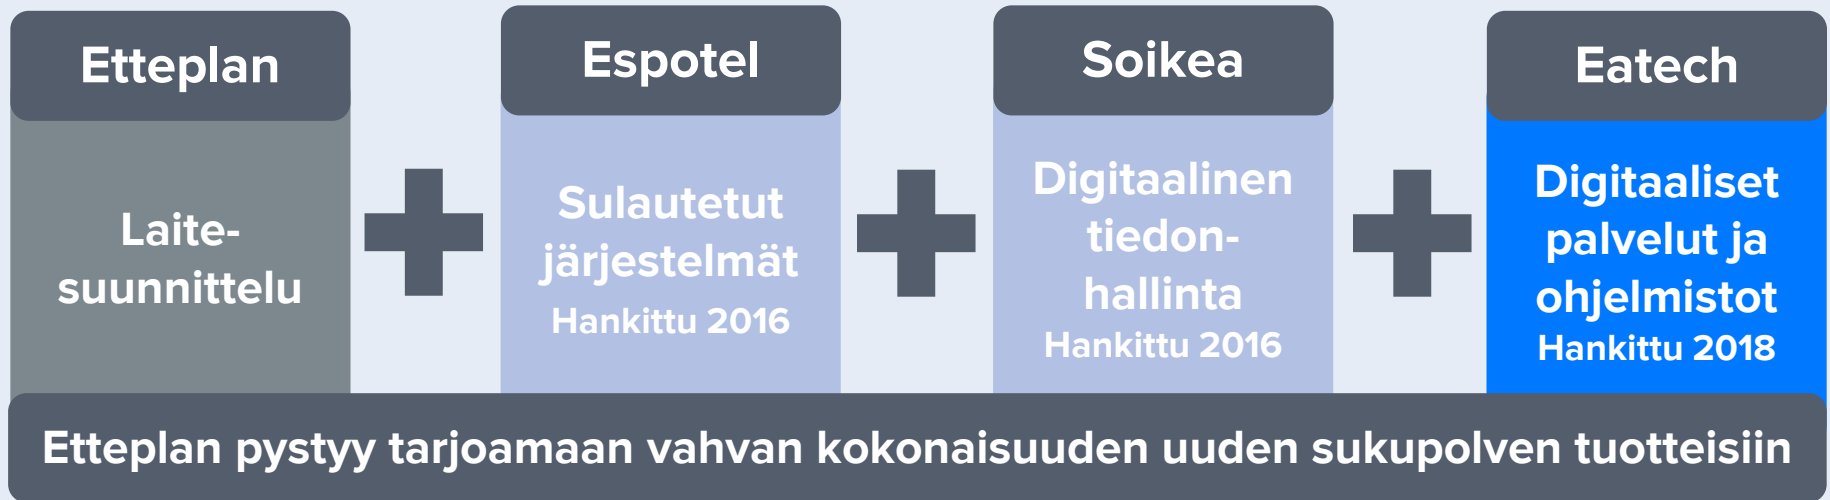 Etteplan
Laite-
suunnittelu
Espotel
Sulautetut
järjestelmät
Hankittu 2016
Soikea
Digitaalinen
tiedon-
hallinta
Hankittu 2016
Eatech
Digitaaliset
palvelut ja
ohjelmistot
Hankittu 2018
Etteplan pystyy tarjoamaan vahvan kokonaisuuden uuden sukupolven tuotteisiin